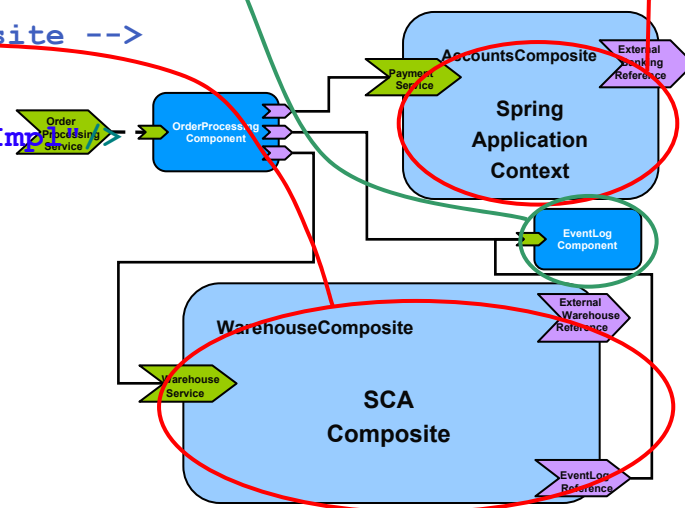 site -->
AccountsComposite
External
Banking
Reference
Payment
Service
Spring
Application
Context
Order
Processing
Service
Impl"/>
OrderProcessing
Component
EventLog
Component
External
Warehouse
Reference
WarehouseComposite
Warehouse
Service
SCA
Composite
EventLog
Reference